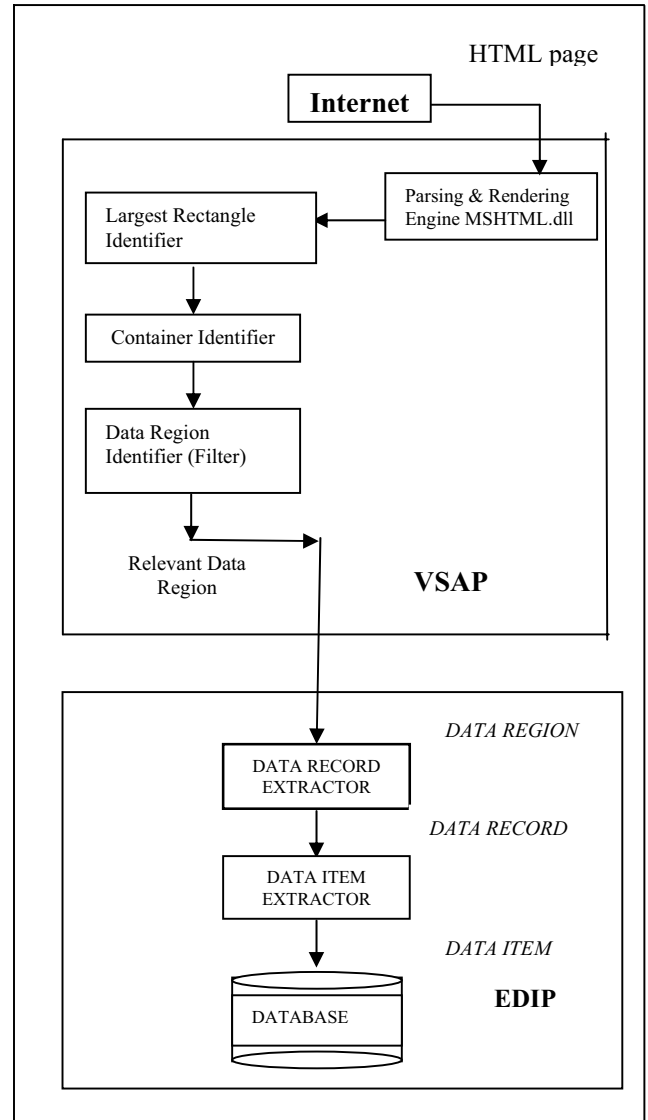 HTML page
Internet
Parsing & Rendering
Engine MSHTML.dll
Largest Rectangle
Identifier
Container Identifier
Data Region
Identifier (Filter)
Relevant Data
Region
VSAP
DATA REGION
DATA RECORD
EXTRACTOR
DATA RECORD
DATA ITEM
EXTRACTOR
DATA ITEM
EDIP
DATABASE